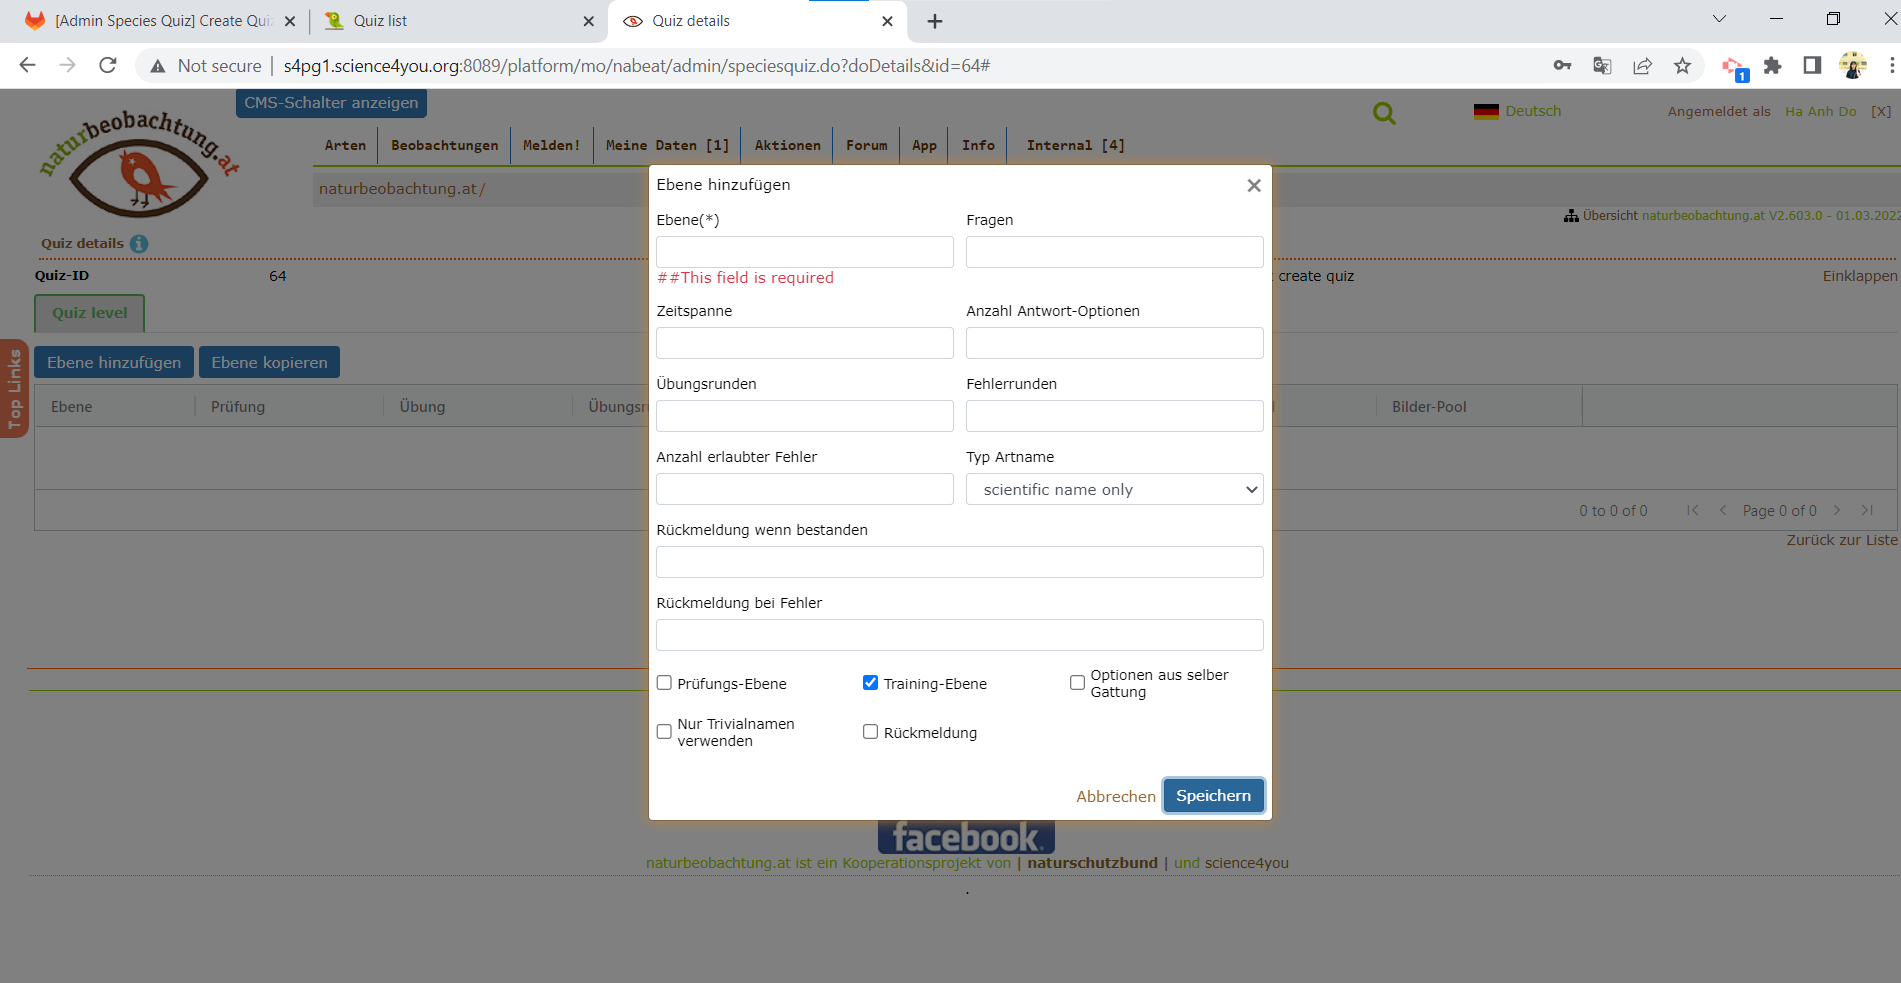 [Admin Species Quiz] Create Quiz
Quiz list
Quiz details
Not secure | s4pg1.science4you.org:8089/platform/mo/nabeat/admin/speciesquiz.do?doDetails&id=64#
1
naturbeobachtung.at
CMS-Schalter anzeigen
Deutsch
Angemeldet als Ha Anh Do [X]
Arten
Beobachtungen
Melden!
Meine Daten [1]
Aktionen
Forum
App
Info
Internal [4]
naturbeobachtung.at/
Übersicht naturbeobachtung.at V2.603.0 - 01.03.2022
Quiz details
Quiz-ID
64
create quiz
Einklappen
Quiz level
Top Links
Ebene hinzufügen
Ebene kopieren
Ebene
Prüfung
Übung
Bilder-Pool
0 to 0 of 0
Page 0 of 0
Zurück zur Liste
Ebene hinzufügen
Ebene(*)
Fragen
##This field is required
Zeitspanne
Anzahl Antwort-Optionen
Übungsrunden
Fehlerrunden
Anzahl erlaubter Fehler
Typ Artname
scientific name only
Rückmeldung wenn bestanden
Rückmeldung bei Fehler
Prüfungs-Ebene
Training-Ebene
Optionen aus selber
Gattung
Nur Trivialnamen
verwenden
Rückmeldung
Abbrechen
Speichern
facebook.
naturbeobachtung.at ist ein Kooperationsprojekt von | naturschutzbund | und science4you
.